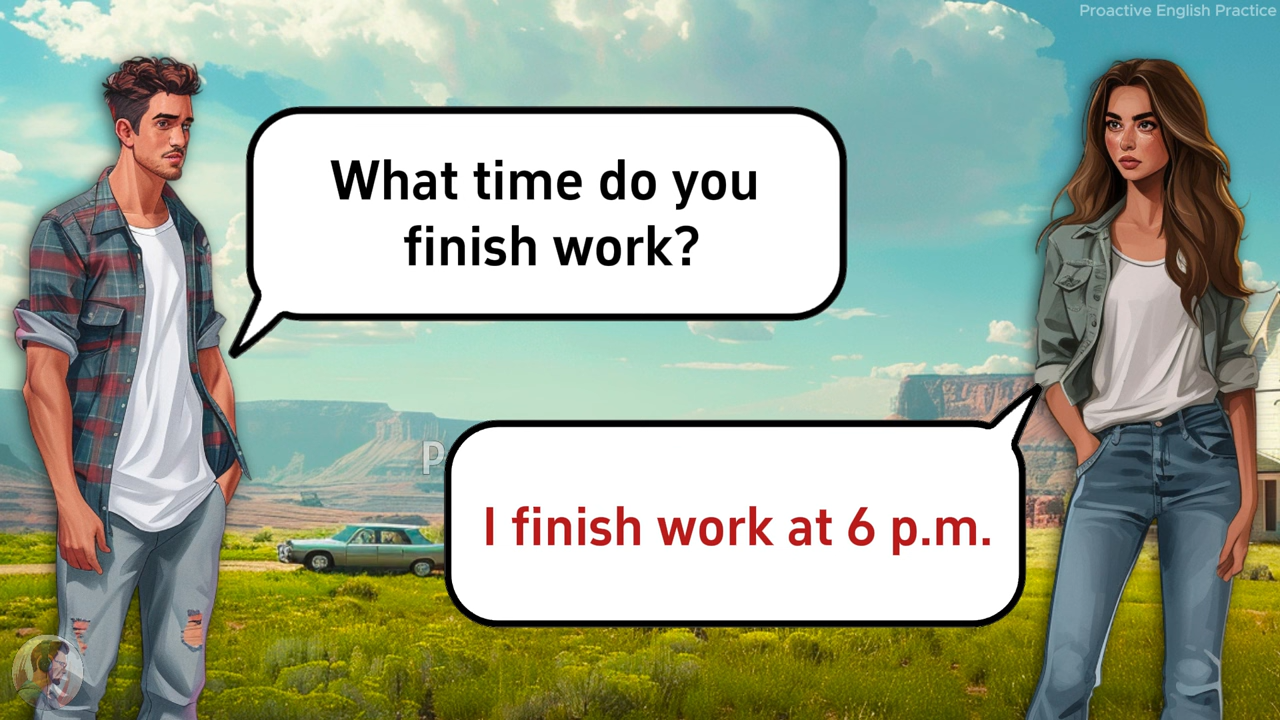 Proactive English Practice
What time do you
finish work?
I finish work at 6 p.m.